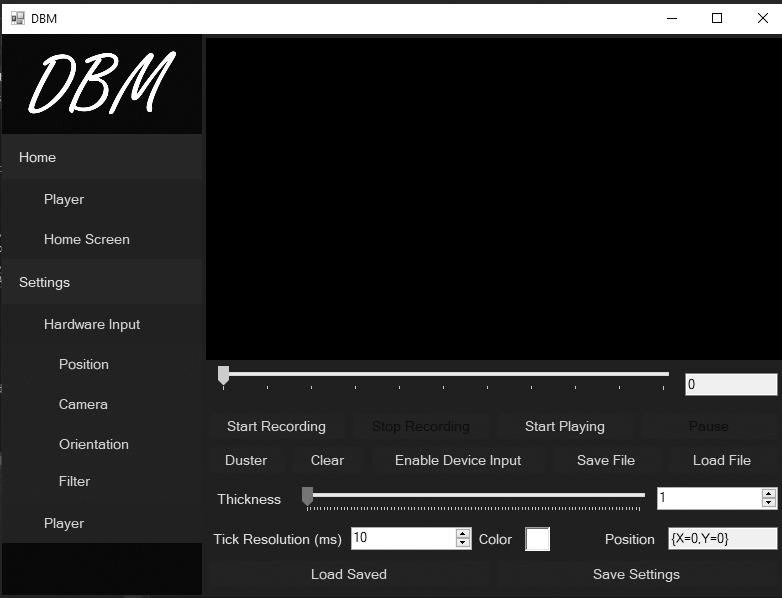 DBM
DBM
Home
Player
Home Screen
Settings
Hardware Input
Position
Camera
Orientation
Filter
Player
0
Start Recording Stop Recording Start Playing Pause
Duster Clear Enable Device Input Save File Load File
Thickness 1
Tick Resolution (ms) 10 Color Position {X=0,Y=0}
Load Saved Save Settings